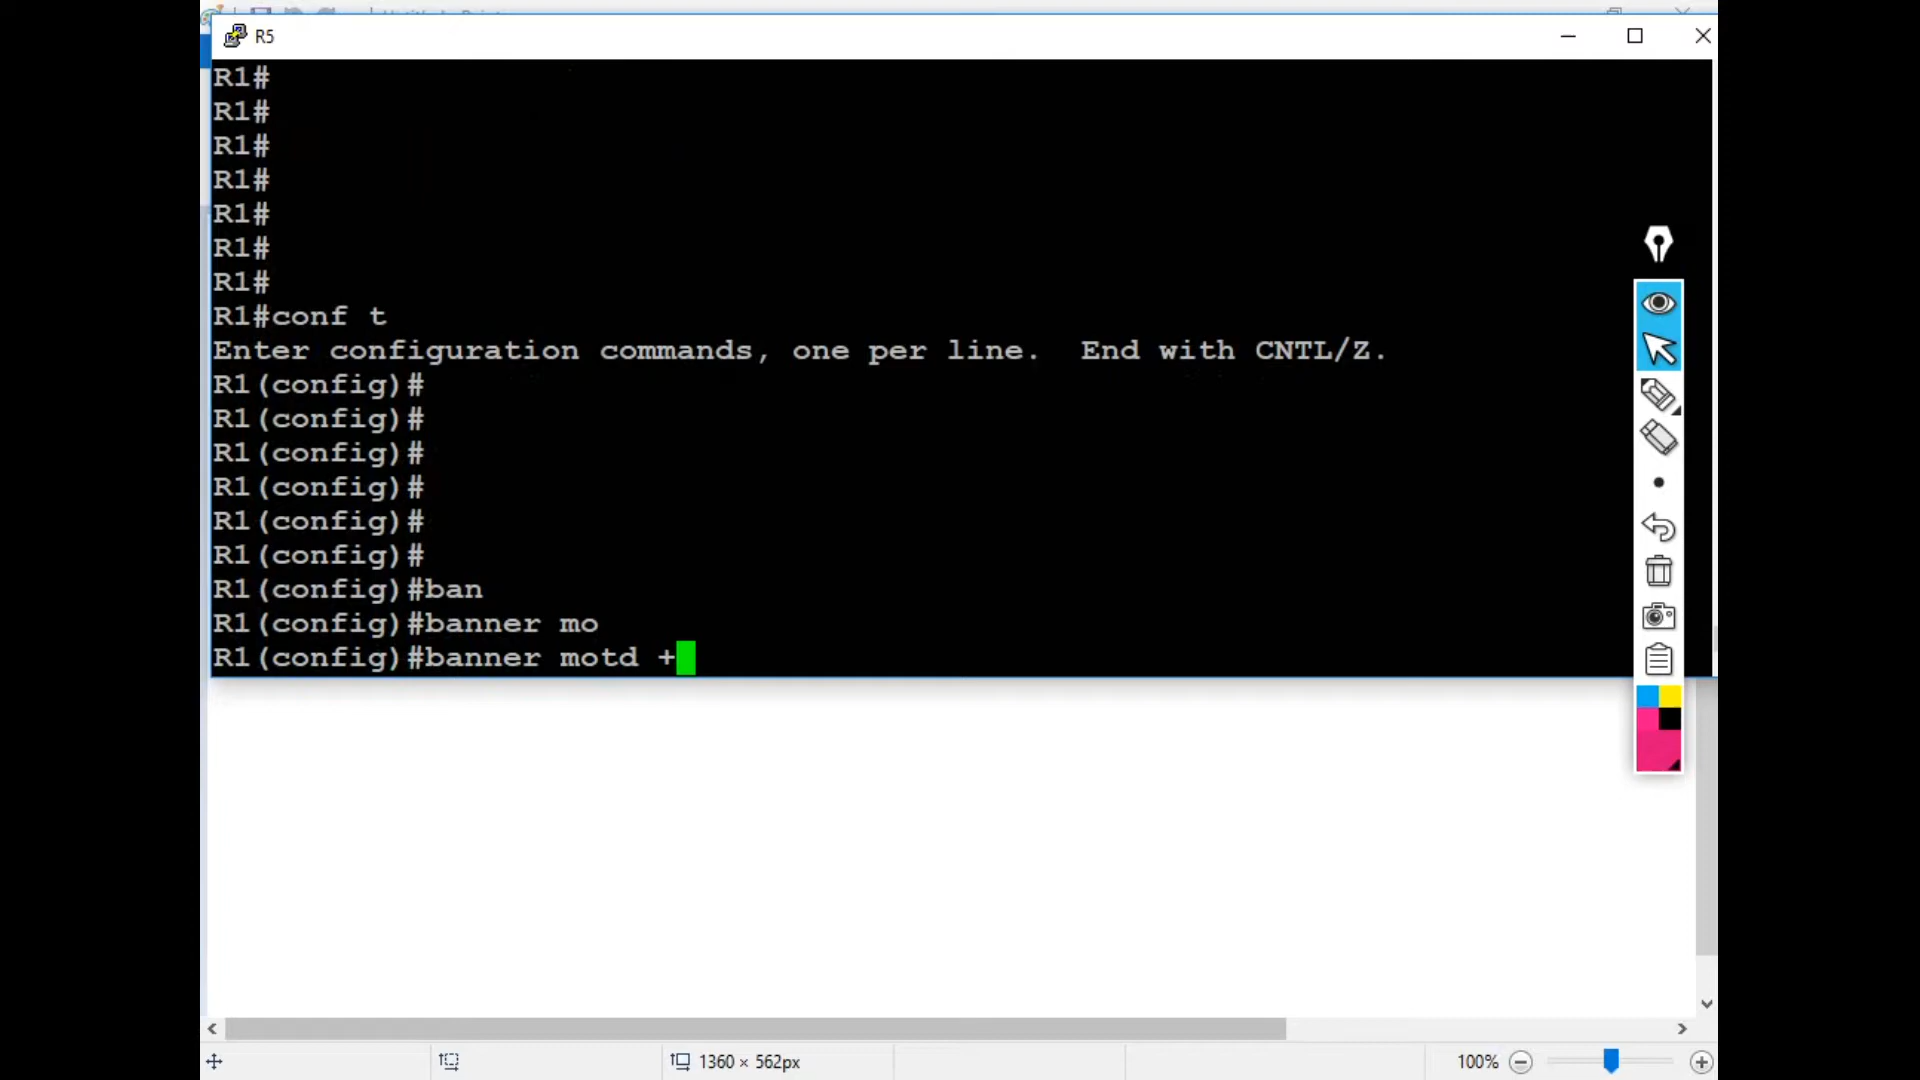 R5
R1#
R1#
R1#
R1#
R1#
R1#
R1#
R1#conf t
Enter configuration commands, one per line.  End with CNTL/Z.
R1(config)#
R1(config)#
R1(config)#
R1(config)#
R1(config)#
R1(config)#
R1(config)#ban
R1(config)#banner mo
R1(config)#banner motd +
1360 × 562px
100%